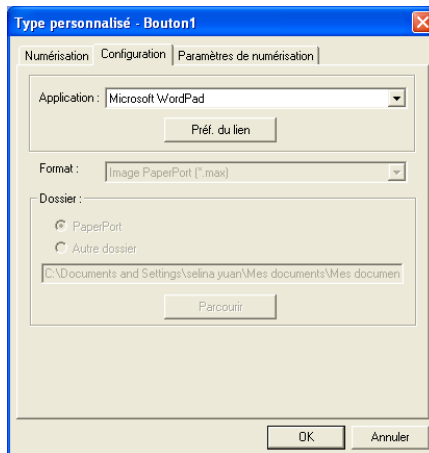 Type personnalisé - Bouton1
Numérisation Configuration Paramètres de numérisation
Application : Microsoft WordPad
Préf. du lien
Format : Image PaperPort (*.max)
Dossier :
PaperPort
Autre dossier
C:\Documents and Settings\selina yuan\Mes documents\Mes documen
Parcourir
OK Annuler